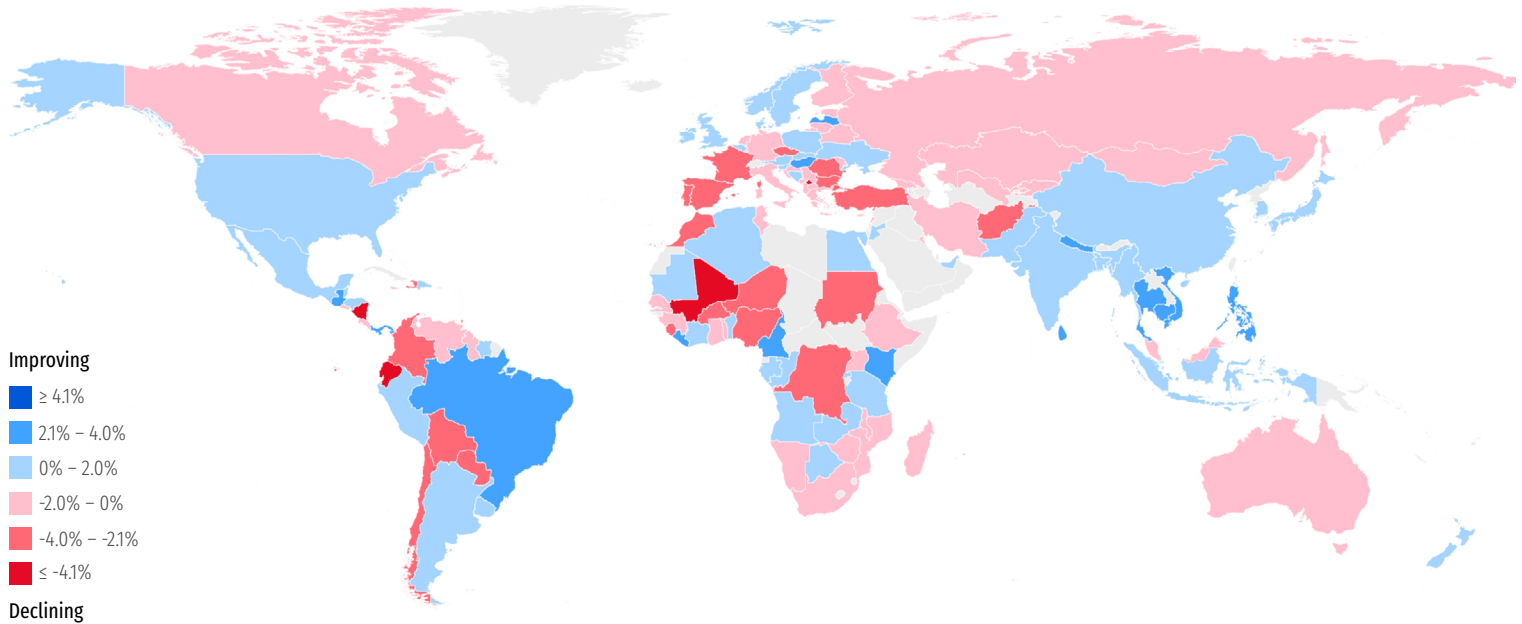 Improving
≥ 4.1%
2.1% – 4.0%
0% – 2.0%
-2.0% – 0%
-4.0% – -2.1%
≤ -4.1%
Declining